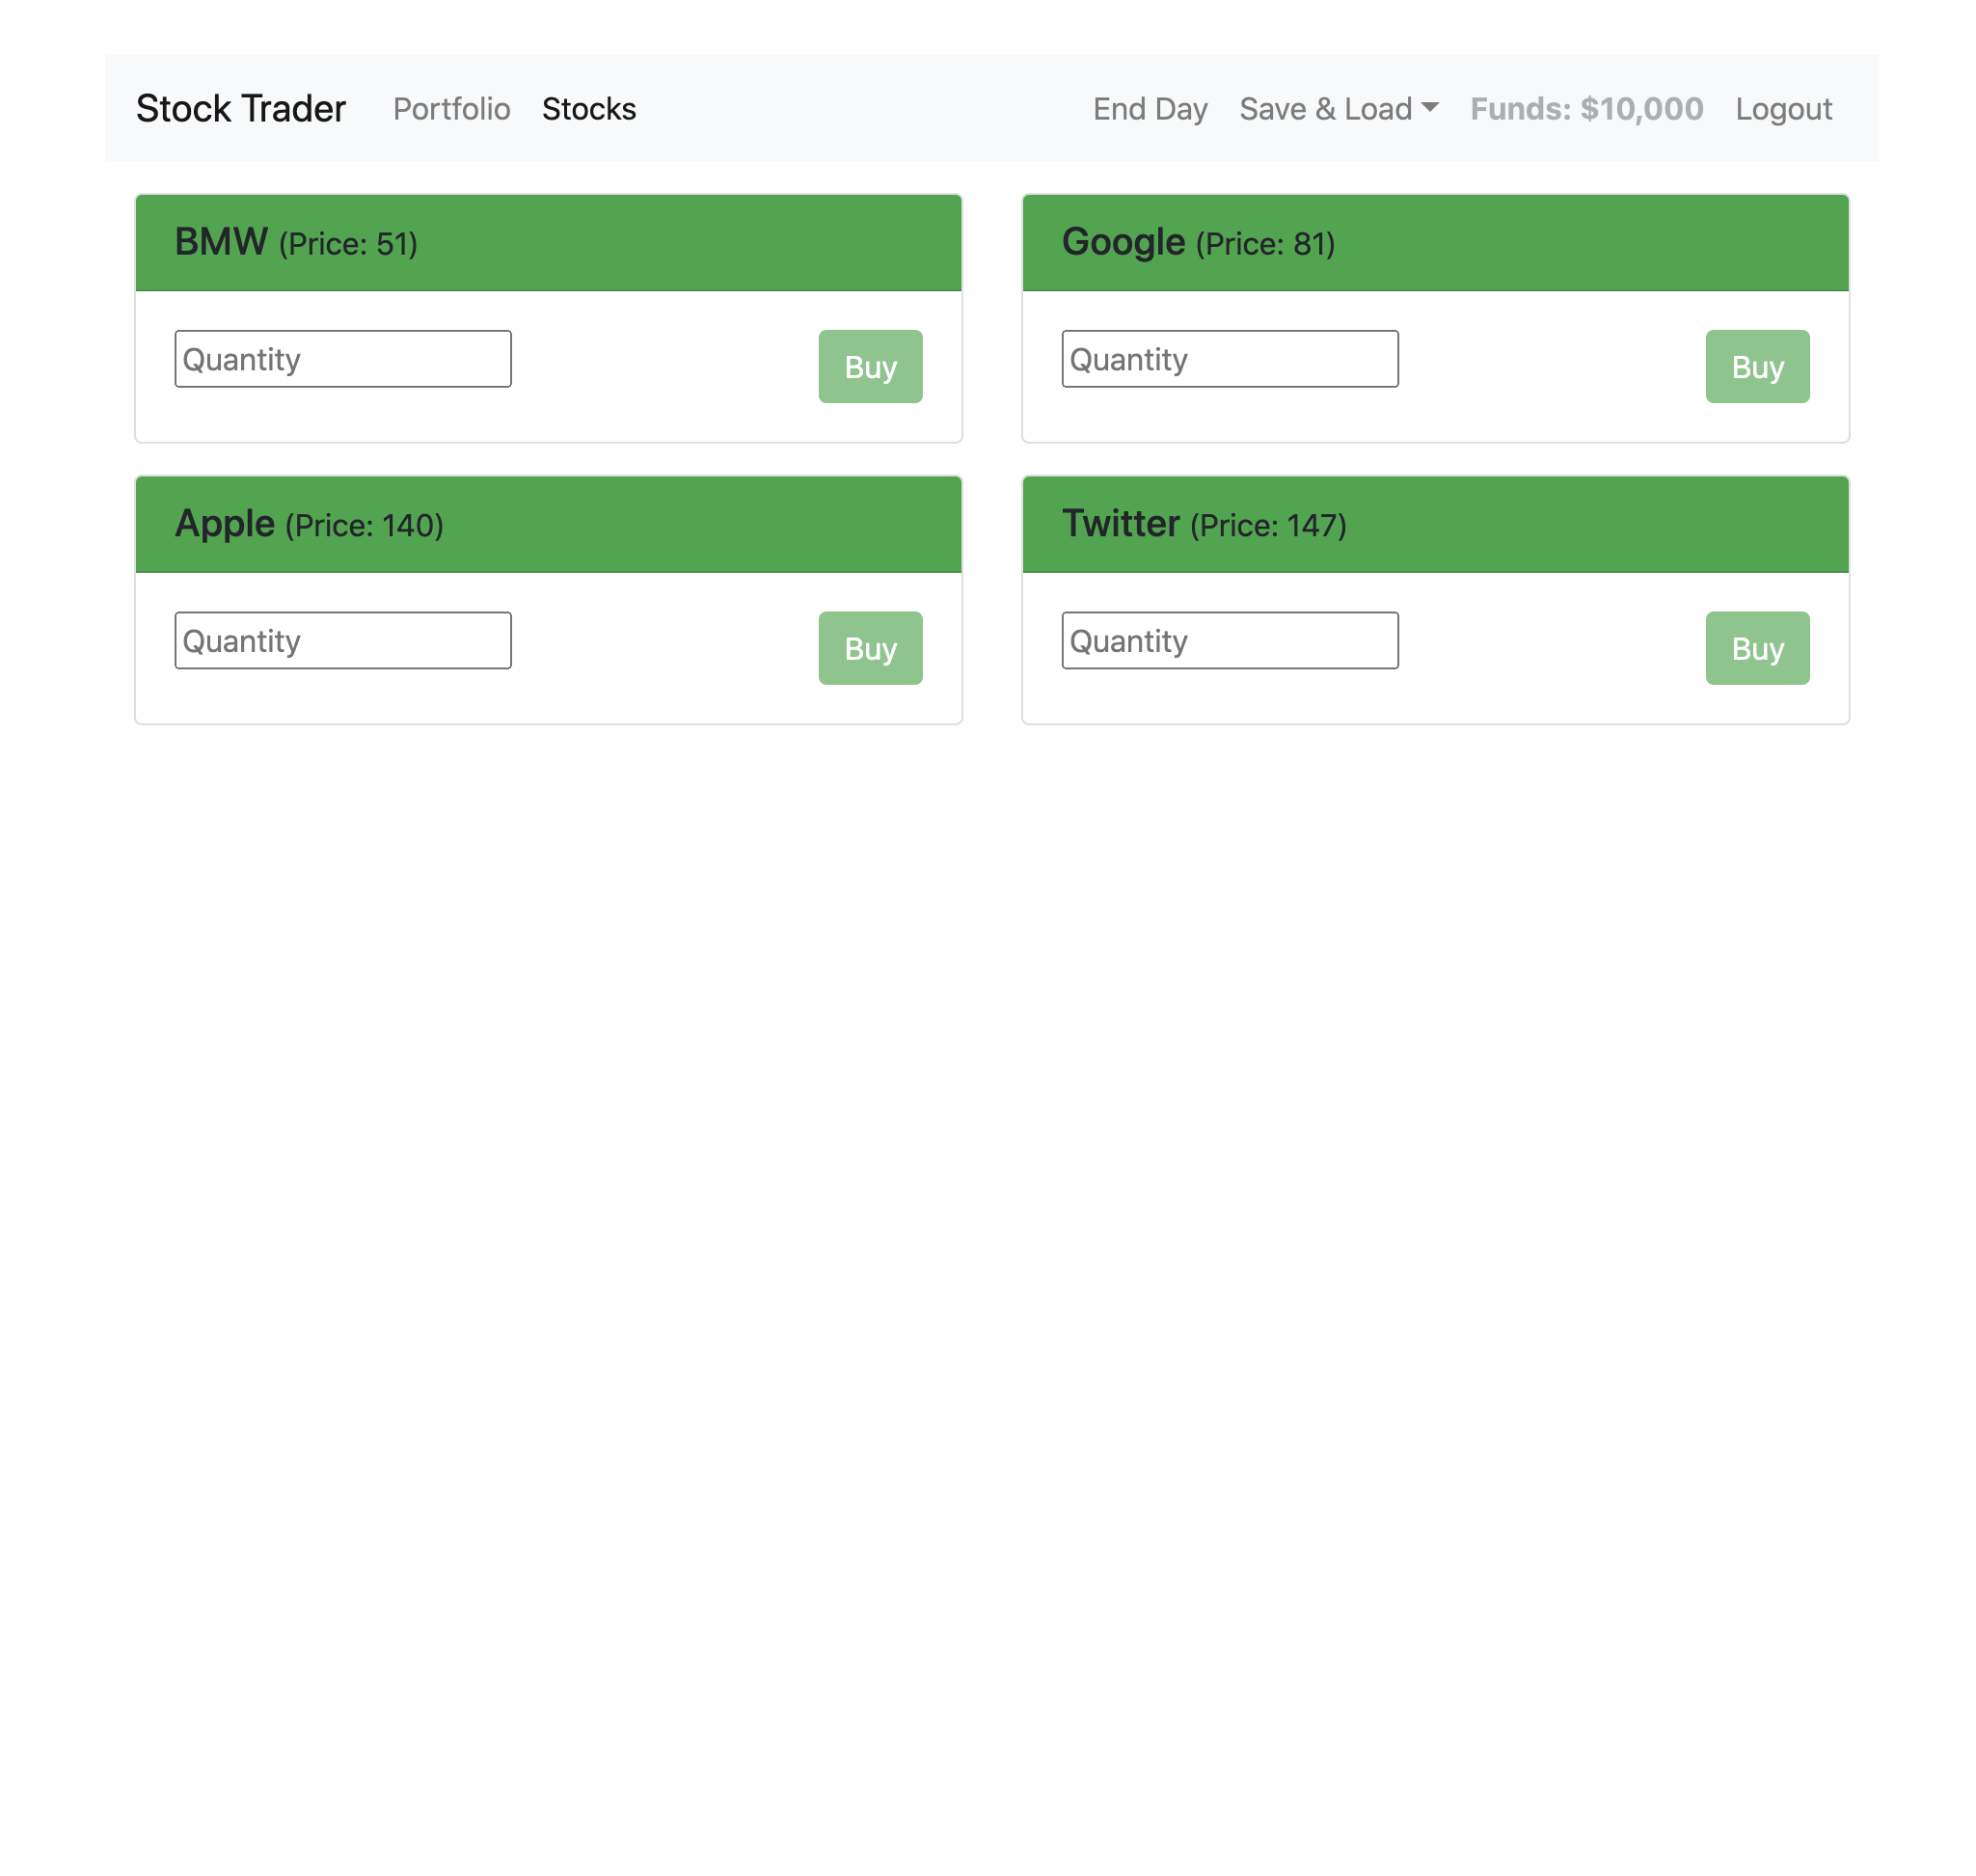 Stock Trader Portfolio Stocks End Day Save & Load Funds: $10,000 Logout
BMW (Price: 51)
Quantity Buy
Google (Price: 81)
Quantity Buy
Apple (Price: 140)
Quantity Buy
Twitter (Price: 147)
Quantity Buy